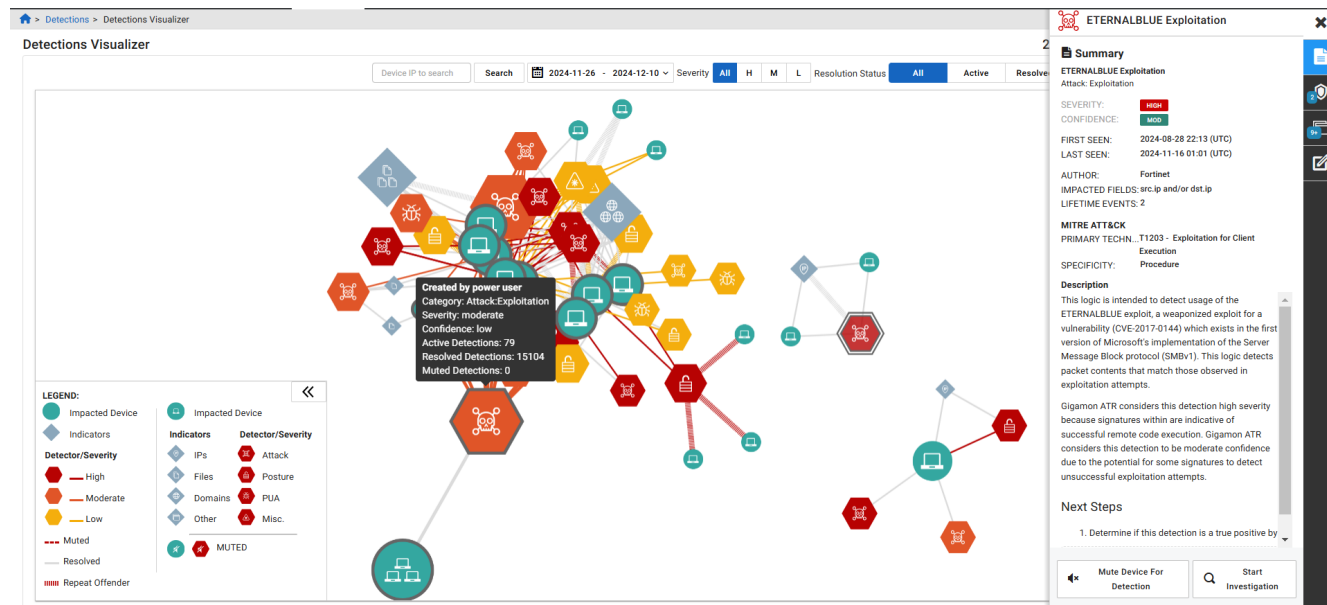 > Detections > Detections Visualizer
Detections Visualizer
2
Device IP to search
Search
2024-11-26 - 2024-12-10
Severity
All
H
M
L
Resolution Status
All
Active
Resolve
Created by power user
Category: Attack:Exploitation
Severity: moderate
Confidence: low
Active Detections: 79
Resolved Detections: 15104
Muted Detections: 0
LEGEND:
Impacted Device
Indicators
Detector/Severity
High
Moderate
Low
Muted
Resolved
Repeat Offender
Impacted Device
Indicators
Detector/Severity
IPs
Attack
Files
Posture
Domains
PUA
Other
Misc.
MUTED
ETERNALBLUE Exploitation
Summary
ETERNALBLUE Exploitation
Attack: Exploitation
SEVERITY: HIGH
CONFIDENCE: MOD
FIRST SEEN: 2024-08-28 22:13 (UTC)
LAST SEEN: 2024-11-16 01:01 (UTC)
AUTHOR: Fortinet
IMPACTED FIELDS: src.ip and/or dst.ip
LIFETIME EVENTS: 2
MITRE ATT&CK
PRIMARY TECHN... T1203 - Exploitation for Client
Execution
SPECIFICITY: Procedure
Description
This logic is intended to detect usage of the
ETERNALBLUE exploit, a weaponized exploit for a
vulnerability (CVE-2017-0144) which exists in the first
version of Microsoft's implementation of the Server
Message Block protocol (SMBv1). This logic detects
packet contents that match those observed in
exploitation attempts.
Gigamon ATR considers this detection high severity
because signatures within are indicative of
successful remote code execution. Gigamon ATR
considers this detection to be moderate confidence
due to the potential for some signatures to detect
unsuccessful exploitation attempts.
Next Steps
1. Determine if this detection is a true positive by
Mute Device For
Detection
Start
Investigation
2
9+